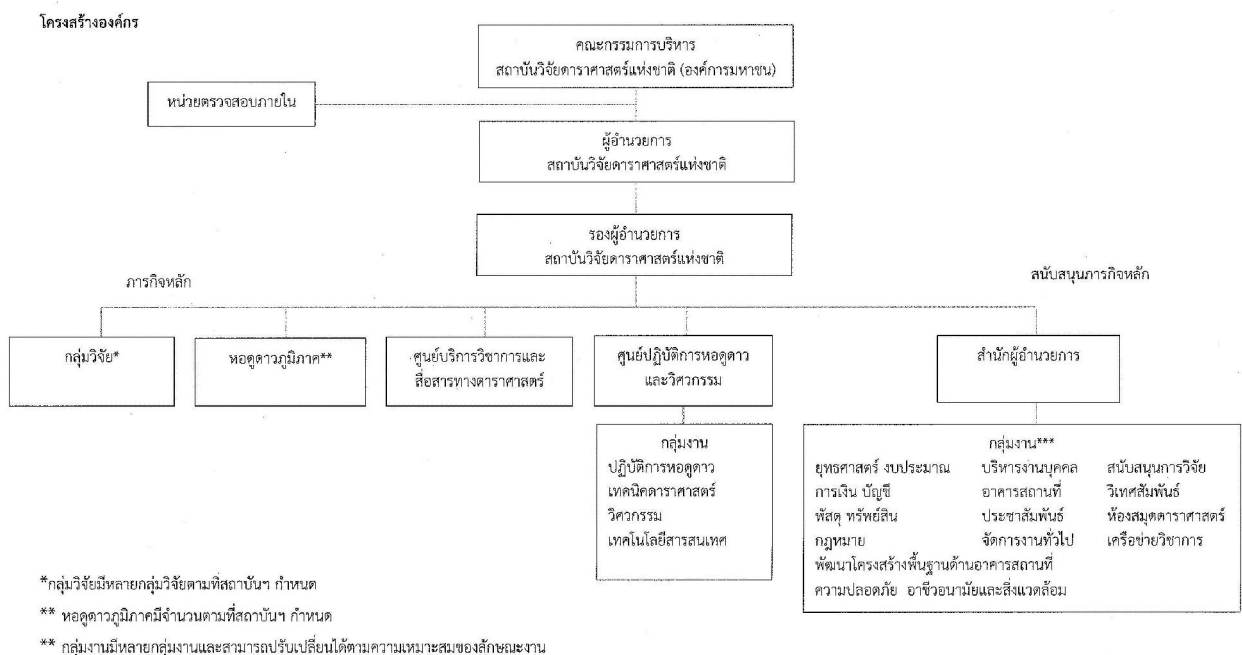 โครงสร้างองค์กร
คณะกรรมการบริหาร
สถาบันวิจัยดาราศาสตร์แห่งชาติ (องค์การมหาชน)
หน่วยตรวจสอบภายใน
ผู้อำนวยการ
สถาบันวิจัยดาราศาสตร์แห่งชาติ
รองผู้อำนวยการ
สถาบันวิจัยดาราศาสตร์แห่งชาติ
ภารกิจหลัก
สนับสนุนภารกิจหลัก
กลุ่มวิจัย*
หอดูดาวภูมิภาค**
ศูนย์บริการวิชาการและ
สื่อสารทางดาราศาสตร์
ศูนย์ปฏิบัติการหอดูดาว
และวิศวกรรม
สำนักผู้อำนวยการ
กลุ่มงาน
ปฏิบัติการหอดูดาว
เทคนิคดาราศาสตร์
วิศวกรรม
เทคโนโลยีสารสนเทศ
กลุ่มงาน***
ยุทธศาสตร์ งบประมาณ บริหารงานบุคคล สนับสนุนการวิจัย
การเงิน บัญชี อาคารสถานที่ วิเทศสัมพันธ์
พัสดุ ทรัพย์สิน ประชาสัมพันธ์ ห้องสมุดดาราศาสตร์
กฎหมาย จัดการงานทั่วไป เครือข่ายวิชาการ
พัฒนาโครงสร้างพื้นฐานด้านอาคารสถานที่
ความปลอดภัย อาชีวอนามัยและสิ่งแวดล้อม
*กลุ่มวิจัยมีหลายกลุ่มวิจัยตามที่สถาบันฯ กำหนด
** หอดูดาวภูมิภาคมีจำนวนตามที่สถาบันฯ กำหนด
** กลุ่มงานมีหลายกลุ่มงานและสามารถปรับเปลี่ยนได้ตามความเหมาะสมของลักษณะงาน